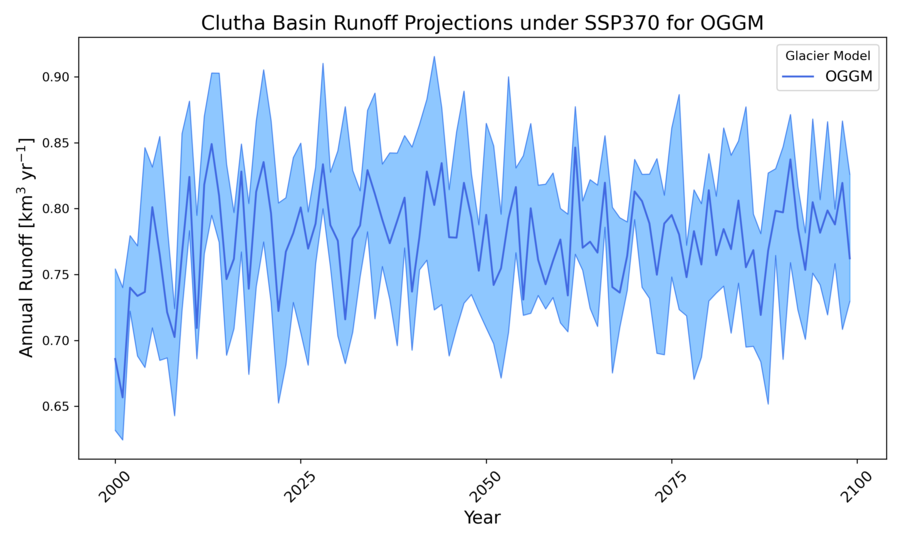 Clutha Basin Runoff Projections under SSP370 for OGGM
Glacier Model
OGGM
Annual Runoff [km³ yr⁻¹]
0.90
0.85
0.80
0.75
0.70
0.65
2000
2025
2050
2075
2100
Year